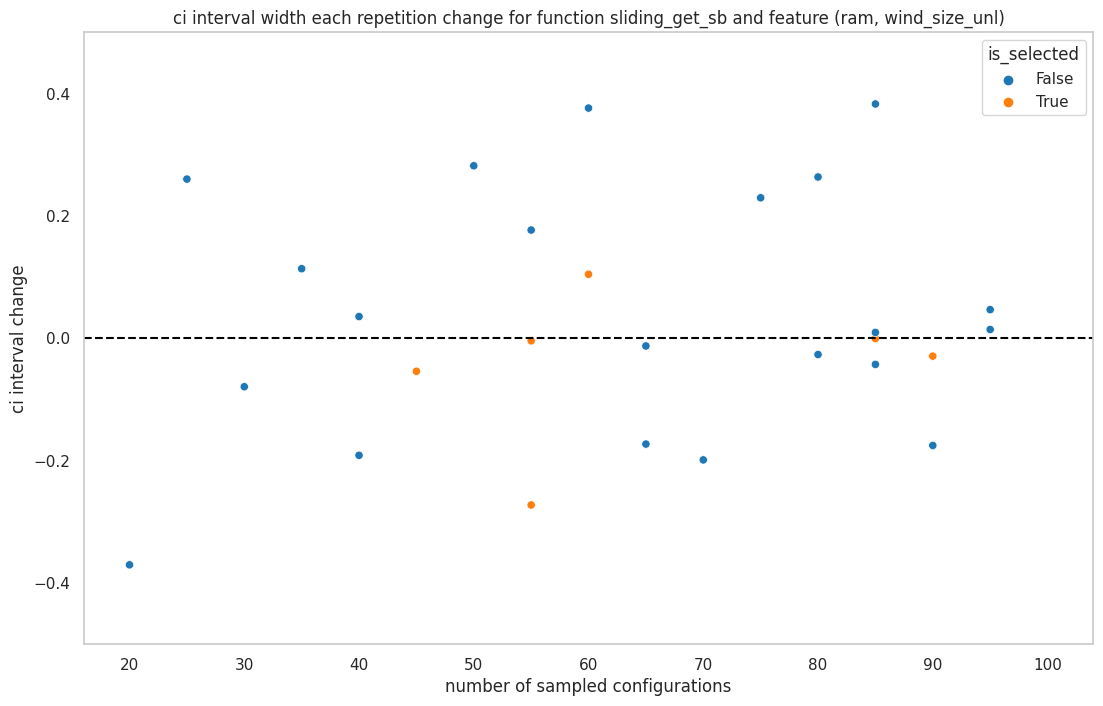 ci interval width each repetition change for function sliding_get_sb and feature (ram, wind_size_unl)
is_selected
False
True
ci interval change
0.4
0.2
0.0
−0.2
−0.4
20 30 40 50 60 70 80 90 100
number of sampled configurations